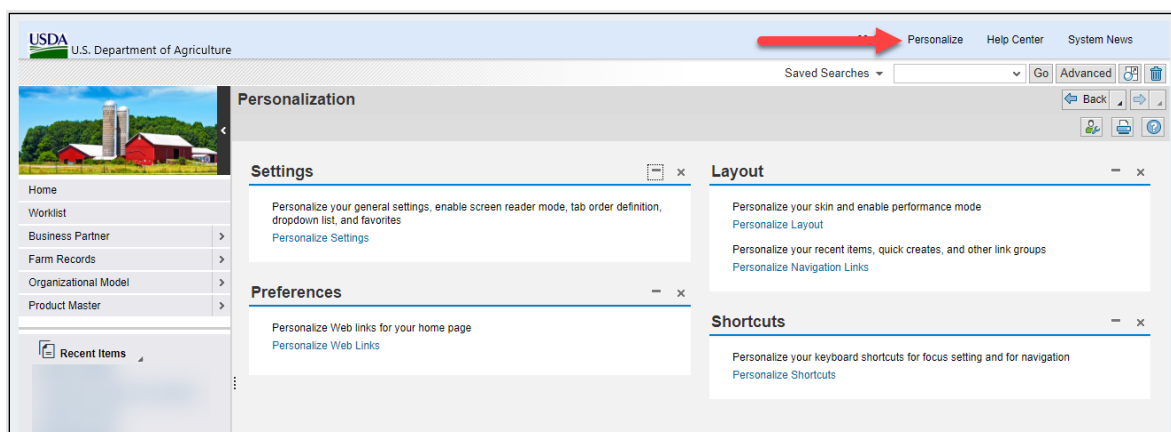 USDA
U.S. Department of Agriculture
Personalize Help Center System News
Saved Searches Go Advanced
Personalization Back
Settings
Personalize your general settings, enable screen reader mode, tab order definition,
dropdown list, and favorites
Personalize Settings
Layout
Personalize your skin and enable performance mode
Personalize Layout
Personalize your recent items, quick creates, and other link groups
Personalize Navigation Links
Home
Worklist
Business Partner
Farm Records
Organizational Model
Product Master
Recent Items
Preferences
Personalize Web links for your home page
Personalize Web Links
Shortcuts
Personalize your keyboard shortcuts for focus setting and for navigation
Personalize Shortcuts